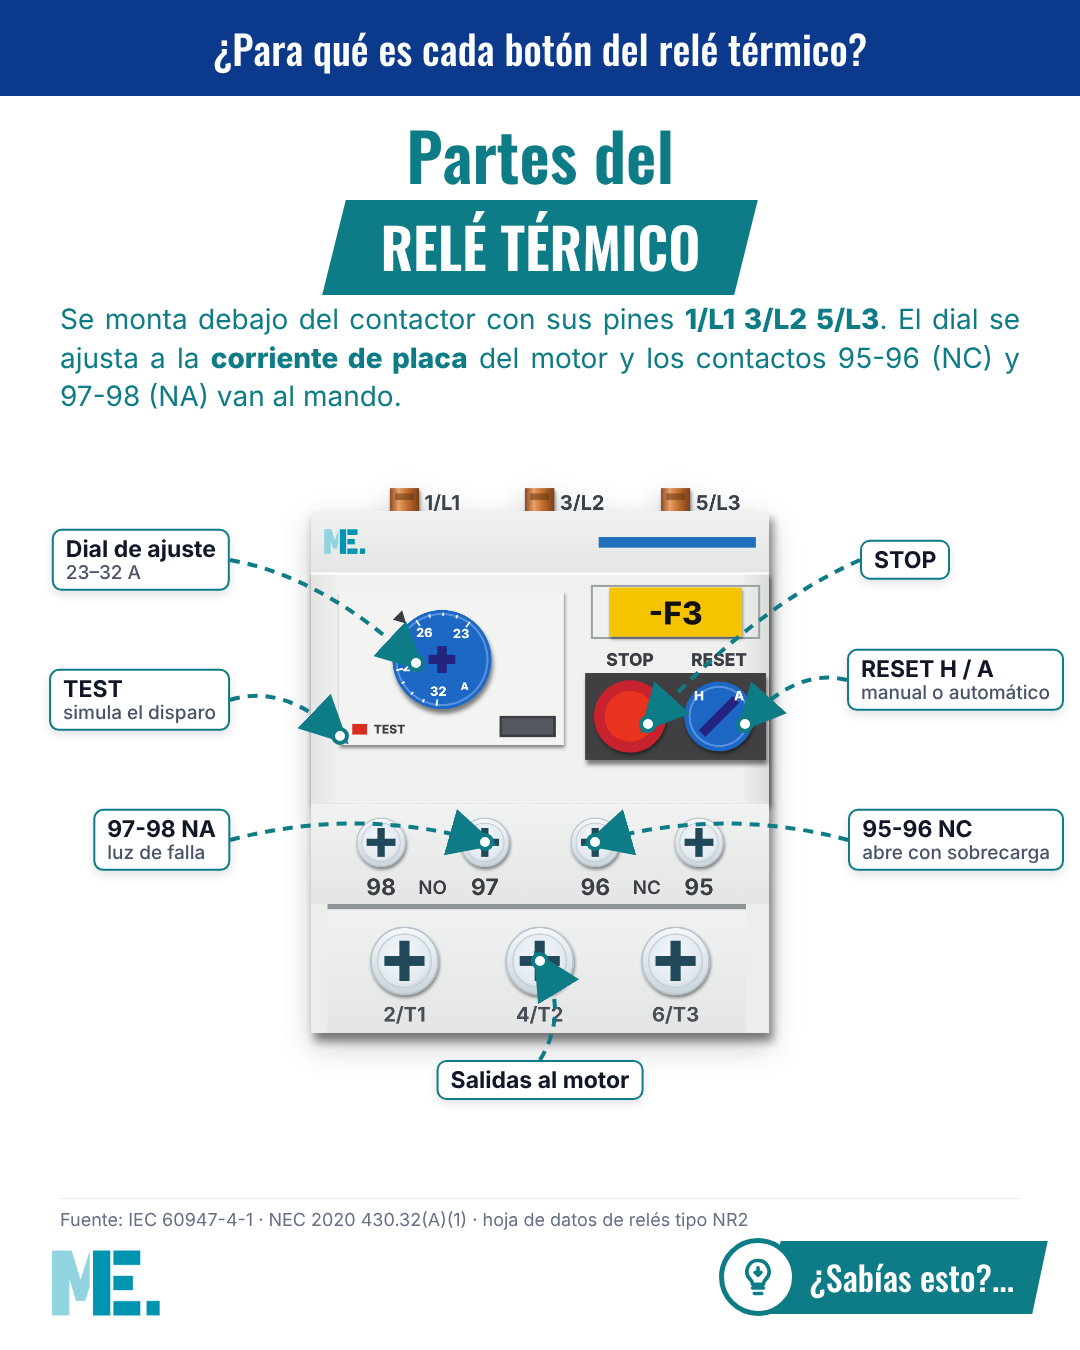 ¿Para qué es cada botón del relé térmico?
Partes del
RELÉ TÉRMICO
Se monta debajo del contactor con sus pines 1/L1 3/L2 5/L3. El dial se
ajusta a la corriente de placa del motor y los contactos 95-96 (NC) y
97-98 (NA) van al mando.
1/L1 3/L2 5/L3
ME.
Dial de ajuste
23–32 A
STOP
-F3
26 23
32 A
STOP RESET
H A
RESET H / A
manual o automático
TEST
simula el disparo
TEST
97-98 NA
luz de falla
95-96 NC
abre con sobrecarga
98 NO 97 96 NC 95
2/T1 4/T2 6/T3
Salidas al motor
Fuente: IEC 60947-4-1 · NEC 2020 430.32(A)(1) · hoja de datos de relés tipo NR2
ME.
¿Sabías esto?...